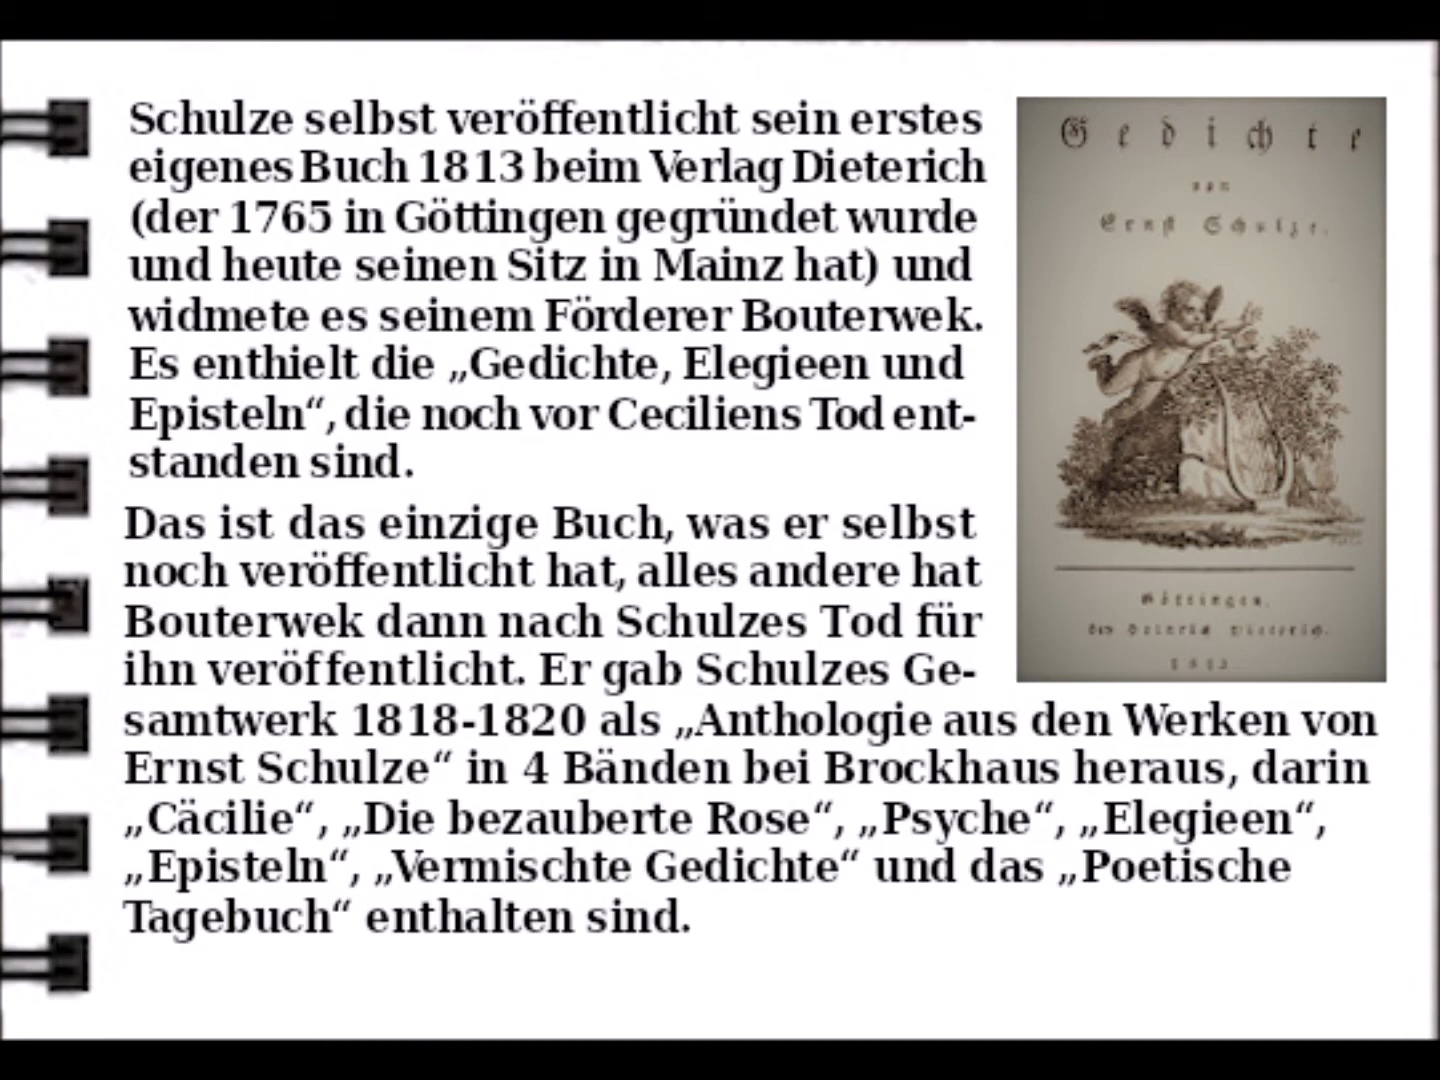 Schulze selbst veröffentlicht sein erstes
eigenes Buch 1813 beim Verlag Dieterich
(der 1765 in Göttingen gegründet wurde
und heute seinen Sitz in Mainz hat) und
widmete es seinem Förderer Bouterwek.
Es enthielt die „Gedichte, Elegieen und
Episteln“, die noch vor Ceciliens Tod ent-
standen sind.
Das ist das einzige Buch, was er selbst
noch veröffentlicht hat, alles andere hat
Bouterwek dann nach Schulzes Tod für
ihn veröffentlicht. Er gab Schulzes Ge-
samtwerk 1818-1820 als „Anthologie aus den Werken von
Ernst Schulze“ in 4 Bänden bei Brockhaus heraus, darin
„Cäcilie“, „Die bezauberte Rose“, „Psyche“, „Elegieen“,
„Episteln“, „Vermischte Gedichte“ und das „Poetische
Tagebuch“ enthalten sind.
Gedichte
von
Ernst Schulze.
Göttingen,
bey Heinrich Dieterich.
1813.